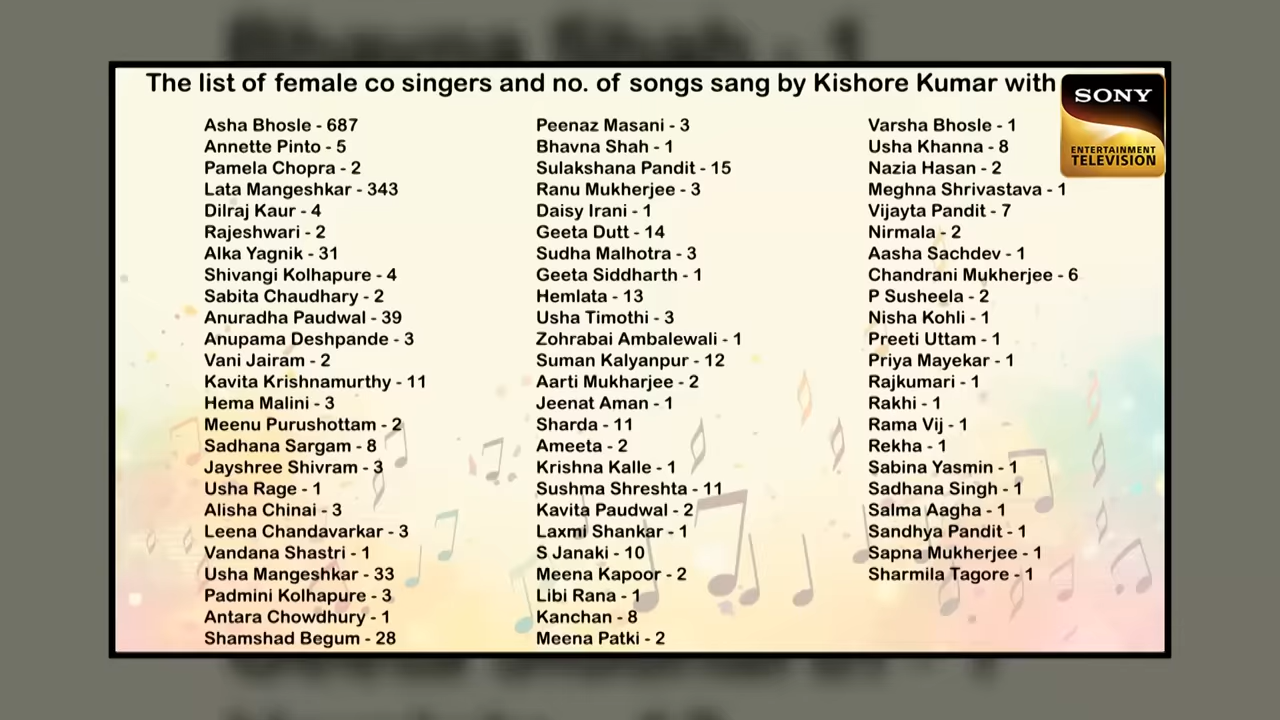 The list of female co singers and no. of songs sang by Kishore Kumar with
SONY
ENTERTAINMENT
TELEVISION
Asha Bhosle - 687
Annette Pinto - 5
Pamela Chopra - 2
Lata Mangeshkar - 343
Dilraj Kaur - 4
Rajeshwari - 2
Alka Yagnik - 31
Shivangi Kolhapure - 4
Sabita Chaudhary - 2
Anuradha Paudwal - 39
Anupama Deshpande - 3
Vani Jairam - 2
Kavita Krishnamurthy - 11
Hema Malini - 3
Meenu Purushottam - 2
Sadhana Sargam - 8
Jayshree Shivram - 3
Usha Rage - 1
Alisha Chinai - 3
Leena Chandavarkar - 3
Vandana Shastri - 1
Usha Mangeshkar - 33
Padmini Kolhapure - 3
Antara Chowdhury - 1
Shamshad Begum - 28
Peenaz Masani - 3
Bhavna Shah - 1
Sulakshana Pandit - 15
Ranu Mukherjee - 3
Daisy Irani - 1
Geeta Dutt - 14
Sudha Malhotra - 3
Geeta Siddharth - 1
Hemlata - 13
Usha Timothi - 3
Zohrabai Ambalewali - 1
Suman Kalyanpur - 12
Aarti Mukharjee - 2
Jeenat Aman - 1
Sharda - 11
Ameeta - 2
Krishna Kalle - 1
Sushma Shreshta - 11
Kavita Paudwal - 2
Laxmi Shankar - 1
S Janaki - 10
Meena Kapoor - 2
Libi Rana - 1
Kanchan - 8
Meena Patki - 2
Varsha Bhosle - 1
Usha Khanna - 8
Nazia Hasan - 2
Meghna Shrivastava - 1
Vijayta Pandit - 7
Nirmala - 2
Aasha Sachdev - 1
Chandrani Mukherjee - 6
P Susheela - 2
Nisha Kohli - 1
Preeti Uttam - 1
Priya Mayekar - 1
Rajkumari - 1
Rakhi - 1
Rama Vij - 1
Rekha - 1
Sabina Yasmin - 1
Sadhana Singh - 1
Salma Aagha - 1
Sandhya Pandit - 1
Sapna Mukherjee - 1
Sharmila Tagore - 1